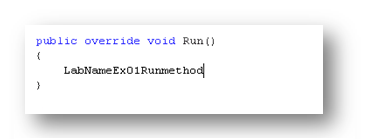 public override void Run()
{
LabNameEx01Runmethod
}